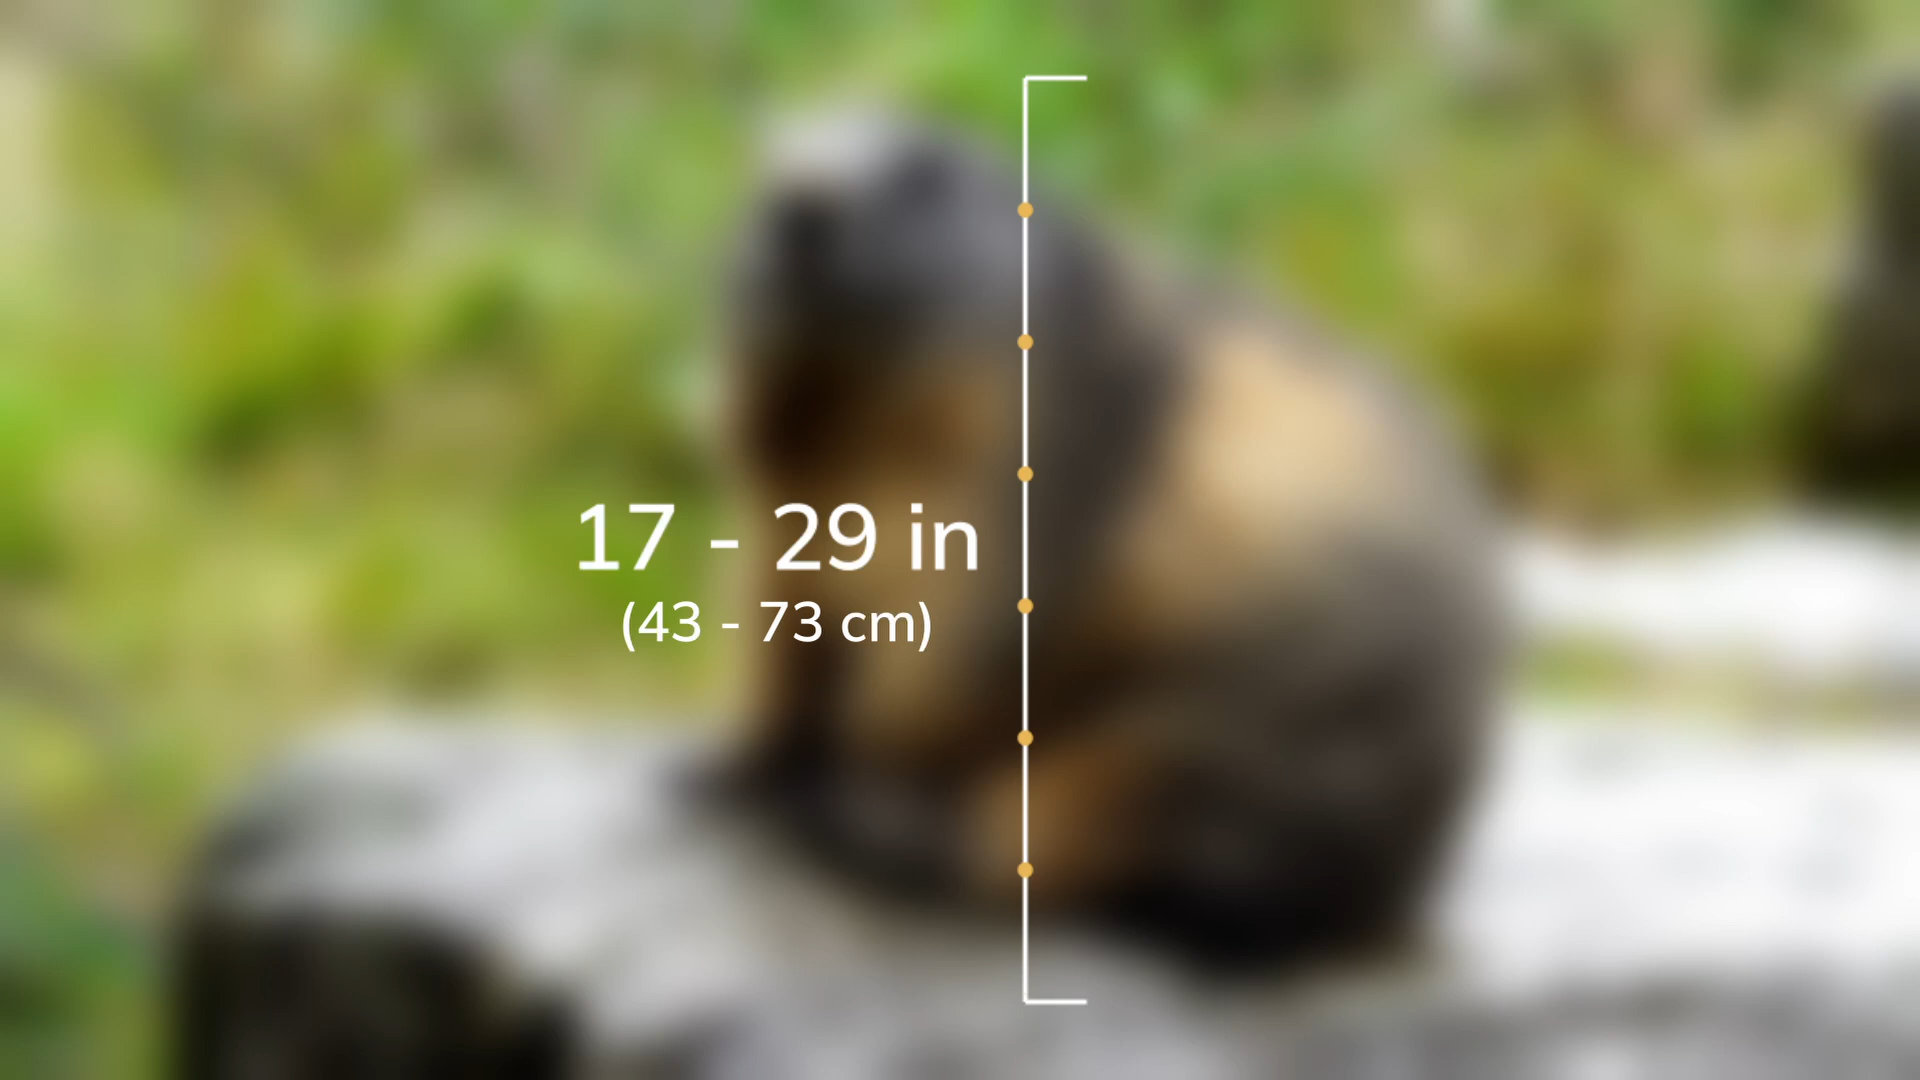 17 - 29 in
(43 - 73 cm)